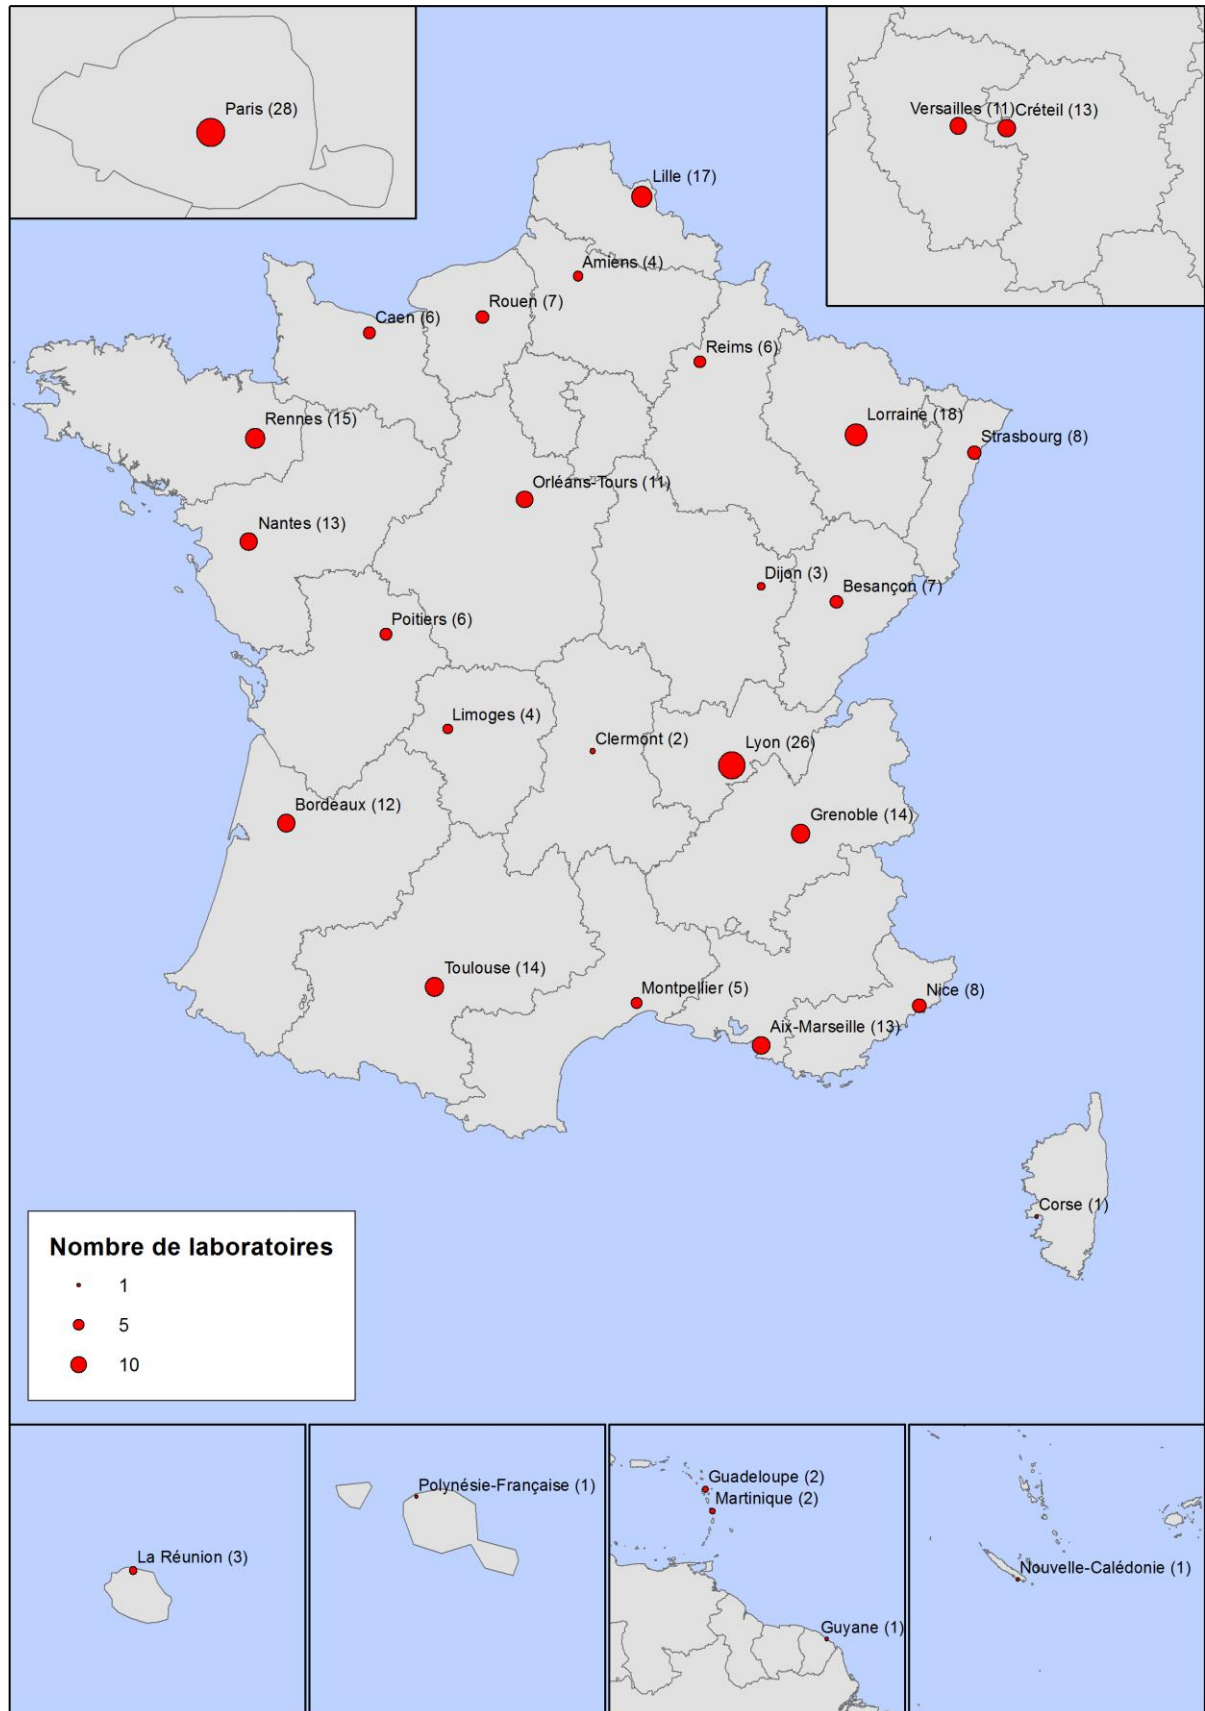 Paris (28)
Versailles (11)
Créteil (13)
Lille (17)
Amiens (4)
Rouen (7)
Caen (6)
Reims (6)
Rennes (15)
Lorraine (18)
Strasbourg (8)
Orléans-Tours (11)
Nantes (13)
Dijon (3)
Besançon (7)
Poitiers (6)
Limoges (4)
Clermont (2)
Lyon (26)
Bordeaux (12)
Grenoble (14)
Toulouse (14)
Montpellier (5)
Nice (8)
Aix-Marseille (13)
Corse (1)
Nombre de laboratoires
1
5
10
La Réunion (3)
Polynésie-Française (1)
Guadeloupe (2)
Martinique (2)
Guyane (1)
Nouvelle-Calédonie (1)